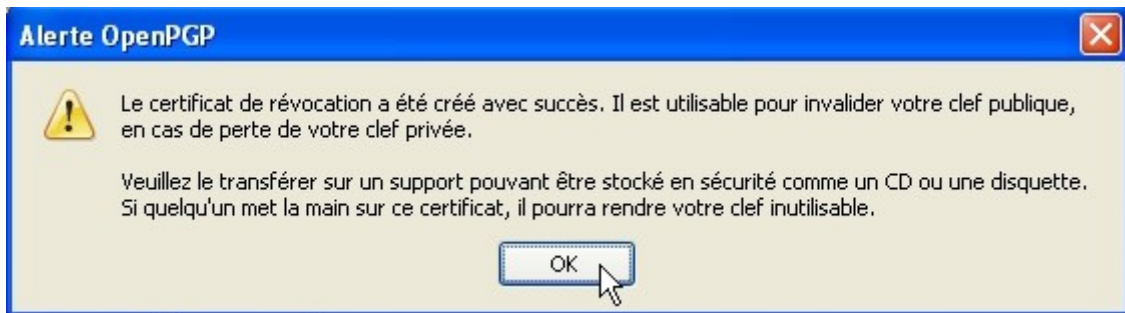 Alerte OpenPGP
Le certificat de révocation a été créé avec succès. Il est utilisable pour invalider votre clef publique,
en cas de perte de votre clef privée.
Veuillez le transférer sur un support pouvant être stocké en sécurité comme un CD ou une disquette.
Si quelqu'un met la main sur ce certificat, il pourra rendre votre clef inutilisable.
OK